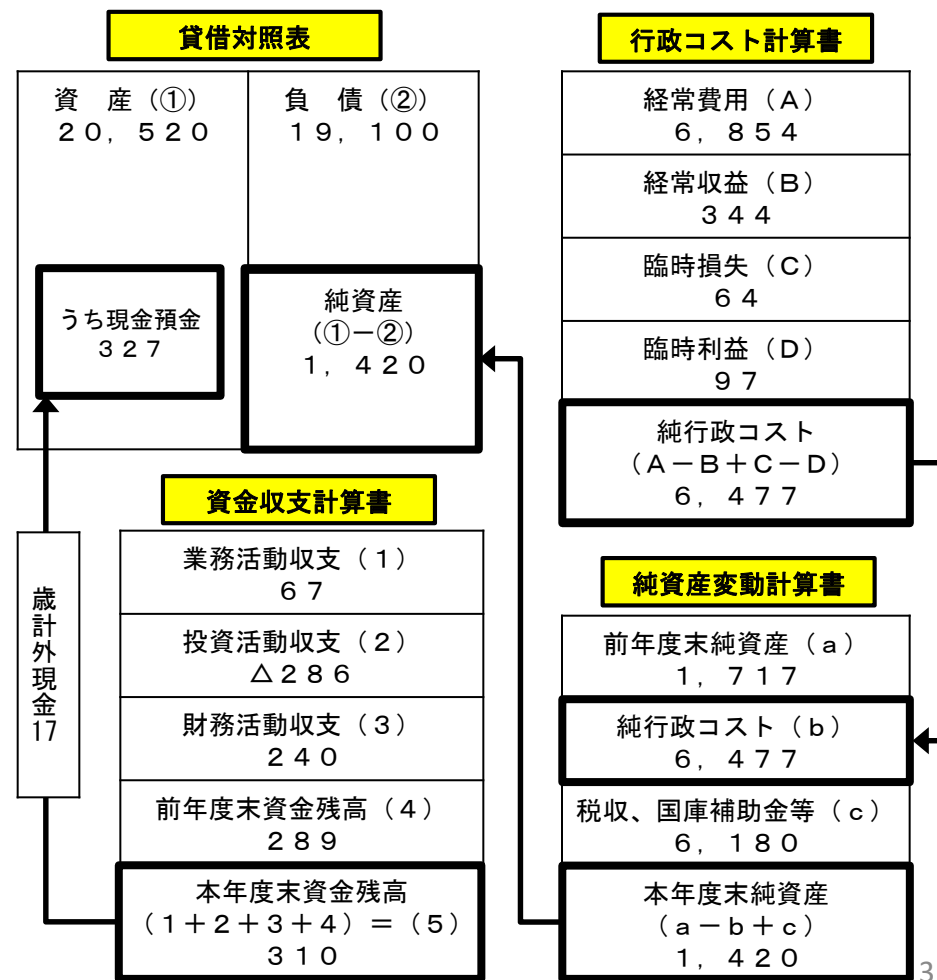 貸借対照表
資　産（①）
２０，５２０
負　債（②）
１９，１００
うち現金預金
３２７
純資産
（①－②）
１，４２０
資金収支計算書
業務活動収支（１）
６７
投資活動収支（２）
△２８６
財務活動収支（３）
２４０
前年度末資金残高（４）
２８９
本年度末資金残高
（１＋２＋３＋４）＝（５）
３１０
歳計外現金17
行政コスト計算書
経常費用（Ａ）
６，８５４
経常収益（Ｂ）
３４４
臨時損失（Ｃ）
６４
臨時利益（Ｄ）
９７
純行政コスト
（Ａ－Ｂ＋Ｃ－Ｄ）
６，４７７
純資産変動計算書
前年度末純資産（ａ）
１，７１７
純行政コスト（ｂ）
６，４７７
税収、国庫補助金等（ｃ）
６，１８０
本年度末純資産
（ａ－ｂ＋ｃ）
１，４２０
3